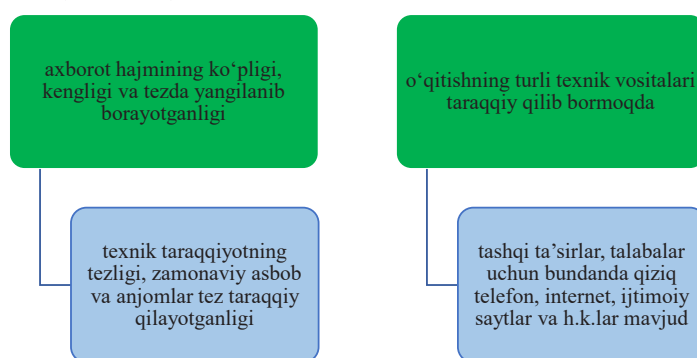 axborot hajmining ko‘pligi,
kengligi va tezda yangilanib
borayotganligi
texnik taraqqiyotning
tezligi, zamonaviy asbob
va anjomlar tez taraqqiy
qilayotganligi
o‘qitishning turli texnik vositalari
taraqqiy qilib bormoqda
tashqi ta’sirlar, talabalar
uchun bundanda qiziq
telefon, internet, ijtimoiy
saytlar va h.k.lar mavjud